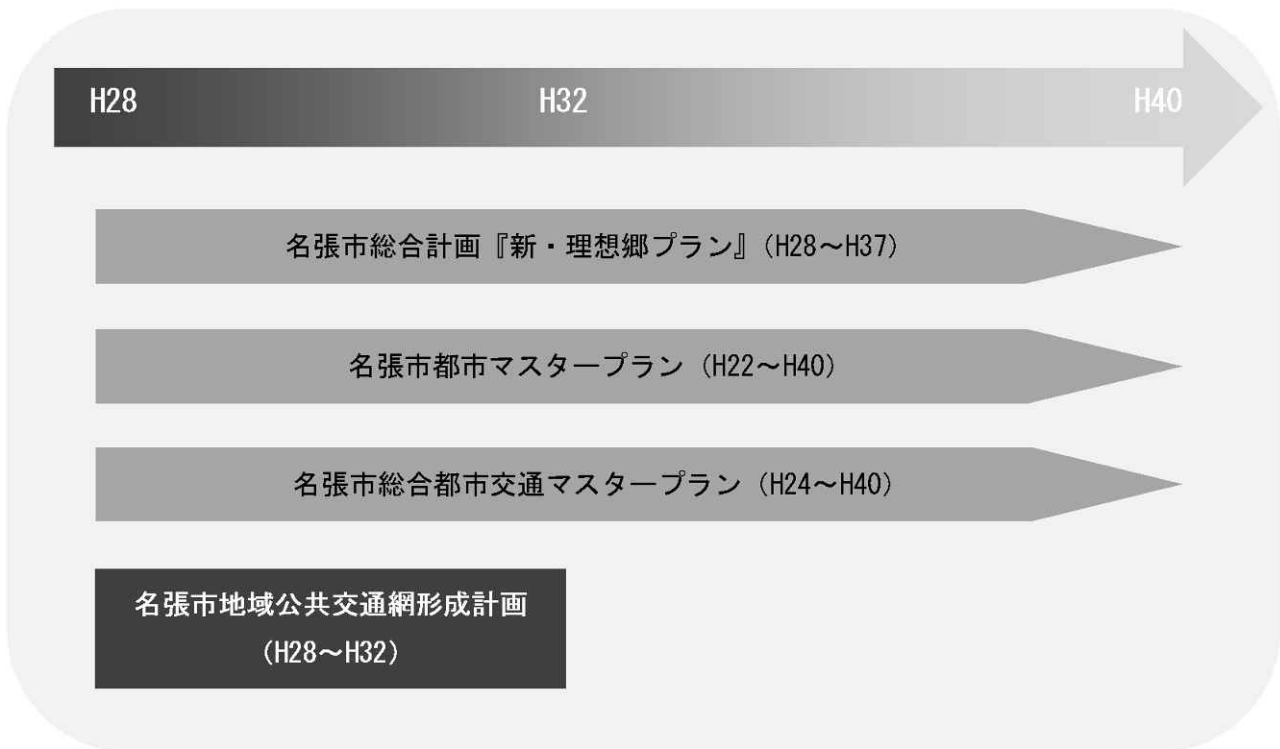 H28 H32 H40
名張市総合計画『新・理想郷プラン』(H28～H37)
名張市都市マスタープラン (H22～H40)
名張市総合都市交通マスタープラン (H24～H40)
名張市地域公共交通網形成計画
(H28～H32)